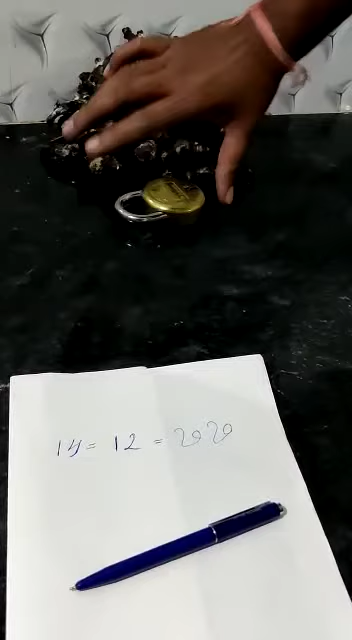 14 = 12 = 2020